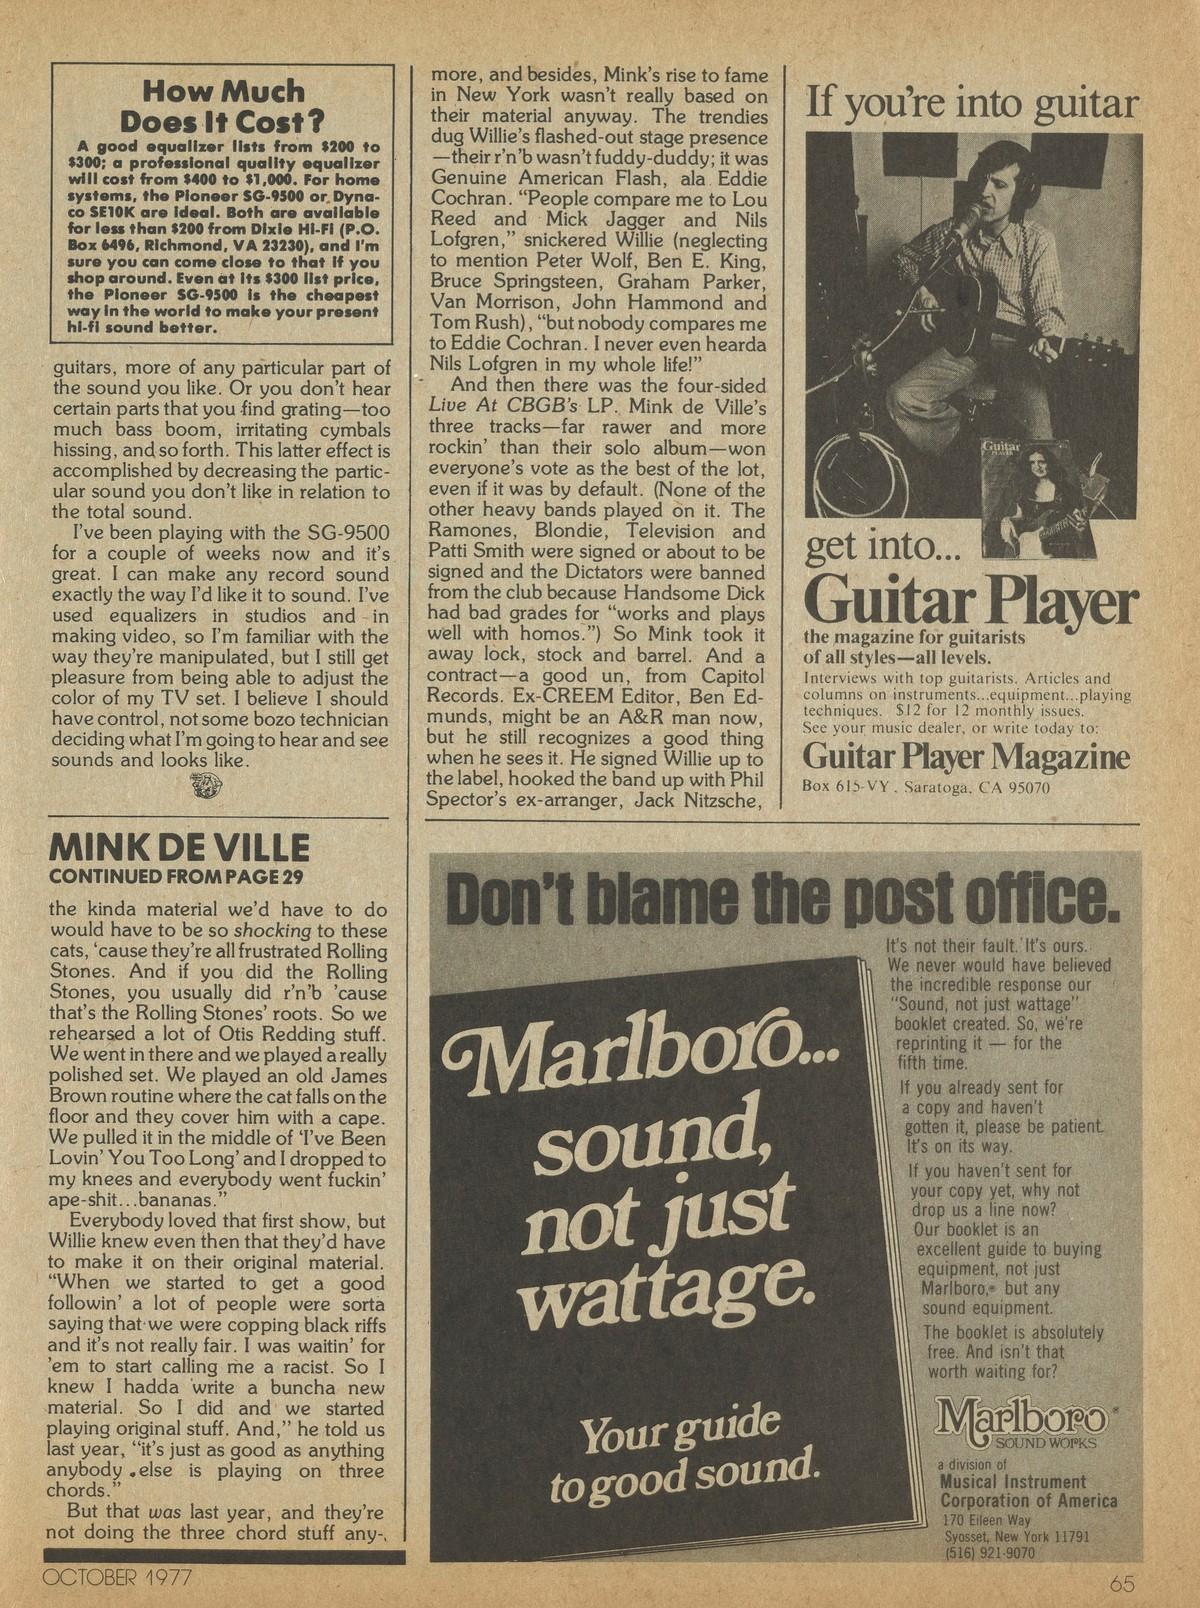 How Much
Does It Cost?
A good equalizer lists from $200 to
$300; a professional quality equalizer
will cost from $400 to $1,000. For home
systems, the Pioneer SG-9500 or Dyna-
co SE10K are ideal. Both are available
for less than $200 from Dixie Hi-Fi (P.O.
Box 6496, Richmond, VA 23230), and I'm
sure you can come close to that if you
shop around. Even at its $300 list price,
the Pioneer SG-9500 is the cheapest
way in the world to make your present
hi-fi sound better.
guitars, more of any particular part of
the sound you like. Or you don't hear
certain parts that you find grating—too
much bass boom, irritating cymbals
hissing, and so forth. This latter effect is
accomplished by decreasing the partic-
ular sound you don't like in relation to
the total sound.
I've been playing with the SG-9500
for a couple of weeks now and it's
great. I can make any record sound
exactly the way I'd like it to sound. I've
used equalizers in studios and in
making video, so I'm familiar with the
way they're manipulated, but I still get
pleasure from being able to adjust the
color of my TV set. I believe I should
have control, not some bozo technician
deciding what I'm going to hear and see
sounds and looks like.
MINK DE VILLE
CONTINUED FROM PAGE 29
the kinda material we'd have to do
would have to be so shocking to these
cats, 'cause they're all frustrated Rolling
Stones. And if you did the Rolling
Stones, you usually did r'n'b 'cause
that's the Rolling Stones' roots. So we
rehearsed a lot of Otis Redding stuff.
We went in there and we played a really
polished set. We played an old James
Brown routine where the cat falls on the
floor and they cover him with a cape.
We pulled it in the middle of 'I've Been
Lovin' You Too Long' and I dropped to
my knees and everybody went fuckin'
ape-shit...bananas."
Everybody loved that first show, but
Willie knew even then that they'd have
to make it on their original material.
"When we started to get a good
followin' a lot of people were sorta
saying that we were copping black riffs
and it's not really fair. I was waitin' for
'em to start calling me a racist. So I
knew I hadda write a buncha new
material. So I did and we started
playing original stuff. And," he told us
last year, "it's just as good as anything
anybody else is playing on three
chords."
But that was last year, and they're
not doing the three chord stuff any-
more, and besides, Mink's rise to fame
in New York wasn't really based on
their material anyway. The trendies
dug Willie's flashed-out stage presence
—their r'n'b wasn't fuddy-duddy; it was
Genuine American Flash, ala Eddie
Cochran. "People compare me to Lou
Reed and Mick Jagger and Nils
Lofgren," snickered Willie (neglecting
to mention Peter Wolf, Ben E. King,
Bruce Springsteen, Graham Parker,
Van Morrison, John Hammond and
Tom Rush), "but nobody compares me
to Eddie Cochran. I never even hearda
Nils Lofgren in my whole life!"
And then there was the four-sided
Live At CBGB's LP. Mink de Ville's
three tracks—far rawer and more
rockin' than their solo album—won
everyone's vote as the best of the lot,
even if it was by default. (None of the
other heavy bands played on it. The
Ramones, Blondie, Television and
Patti Smith were signed or about to be
signed and the Dictators were banned
from the club because Handsome Dick
had bad grades for "works and plays
well with homos.") So Mink took it
away lock, stock and barrel. And a
contract—a good un, from Capitol
Records. Ex-CREEM Editor, Ben Ed-
munds, might be an A&R man now,
but he still recognizes a good thing
when he sees it. He signed Willie up to
the label, hooked the band up with Phil
Spector's ex-arranger, Jack Nitzsche,
If you're into guitar
Guitar
PLAYER
get into...
Guitar Player
the magazine for guitarists
of all styles—all levels.
Interviews with top guitarists. Articles and
columns on instruments...equipment...playing
techniques. $12 for 12 monthly issues.
See your music dealer, or write today to:
Guitar Player Magazine
Box 615-VY, Saratoga, CA 95070
Don't blame the post office.
Marlboro...
sound,
not just
wattage.
Your guide
to good sound.
It's not their fault. It's ours.
We never would have believed
the incredible response our
"Sound, not just wattage"
booklet created. So, we're
reprinting it — for the
fifth time.
If you already sent for
a copy and haven't
gotten it, please be patient.
It's on its way.
If you haven't sent for
your copy yet, why not
drop us a line now?
Our booklet is an
excellent guide to buying
equipment, not just
Marlboro,® but any
sound equipment.
The booklet is absolutely
free. And isn't that
worth waiting for?
Marlboro®
SOUND WORKS
a division of
Musical Instrument
Corporation of America
170 Eileen Way
Syosset, New York 11791
(516) 921-9070
OCTOBER 1977
65